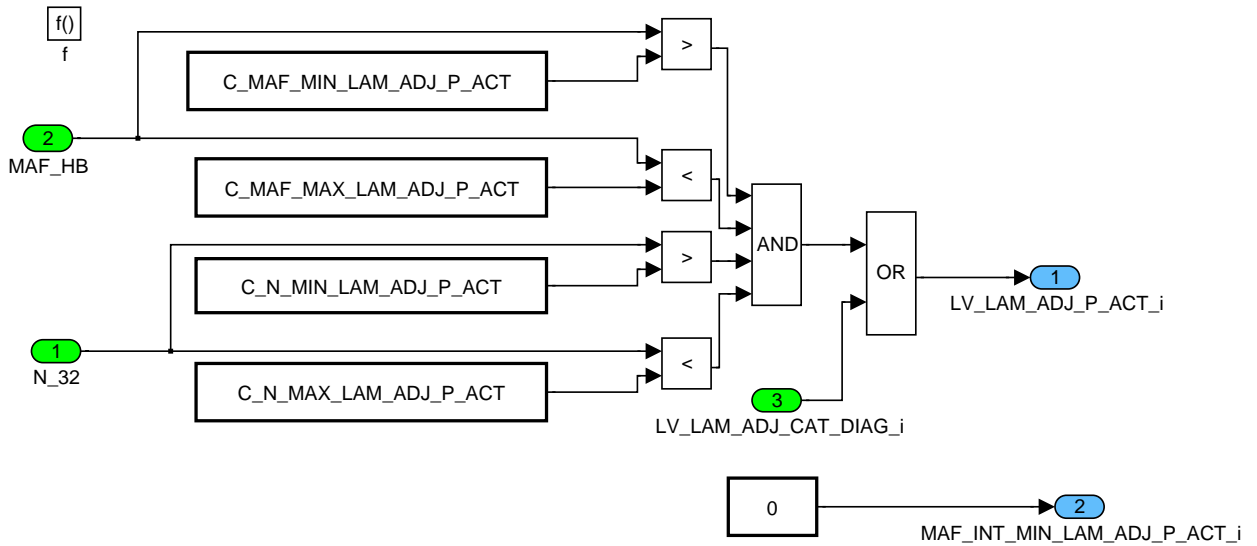 f()
f
>
C_MAF_MIN_LAM_ADJ_P_ACT
2
MAF_HB
<
C_MAF_MAX_LAM_ADJ_P_ACT
AND
OR
>
C_N_MIN_LAM_ADJ_P_ACT
1
LV_LAM_ADJ_P_ACT_i
1
N_32
<
C_N_MAX_LAM_ADJ_P_ACT
3
LV_LAM_ADJ_CAT_DIAG_i
0
2
MAF_INT_MIN_LAM_ADJ_P_ACT_i